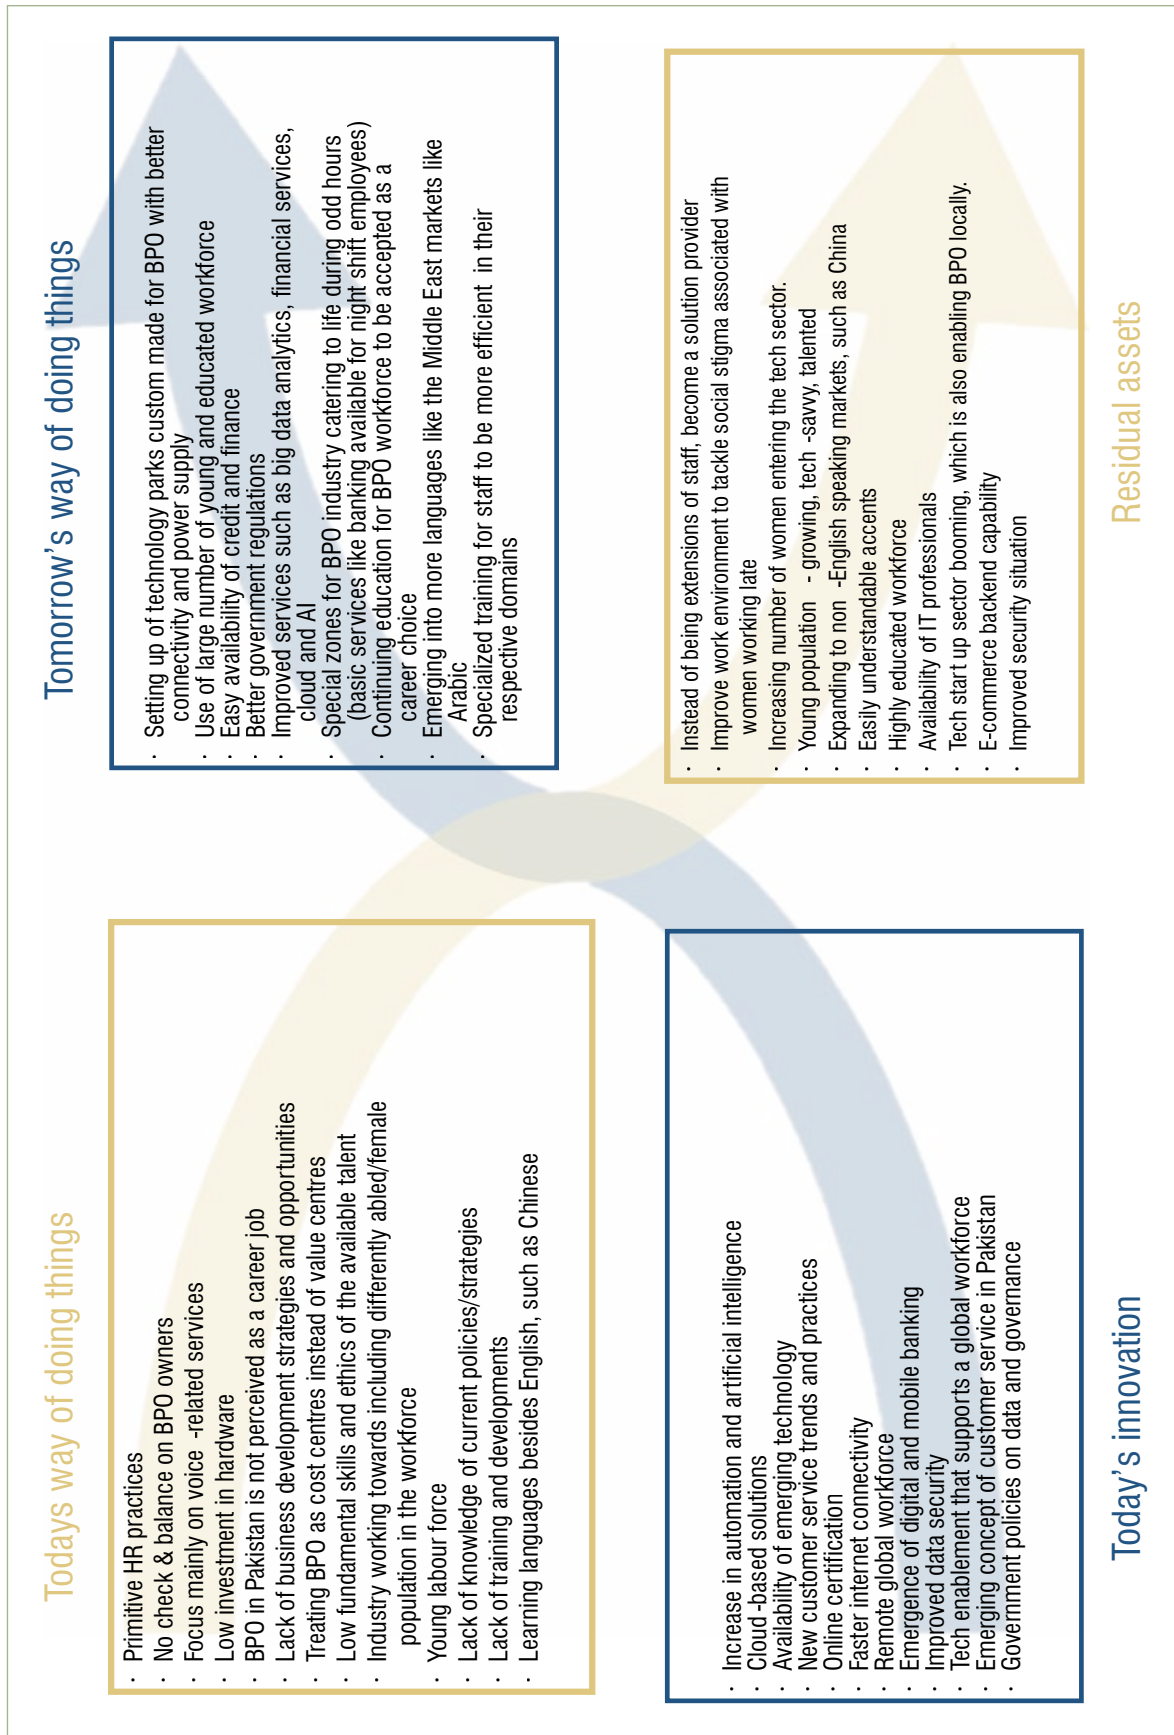 Todays way of doing things
· Primitive HR practices
· No check & balance on BPO owners
· Focus mainly on voice -related services
· Low investment in hardware
· BPO in Pakistan is not perceived as a career job
· Lack of business development strategies and opportunities
· Treating BPO as cost centres instead of value centres
· Low fundamental skills and ethics of the available talent
· Industry working towards including differently abled/female
population in the workforce
· Young labour force
· Lack of knowledge of current policies/strategies
· Lack of training and developments
· Learning languages besides English, such as Chinese
Tomorrow's way of doing things
· Setting up of technology parks custom made for BPO with better
connectivity and power supply
· Use of large number of young and educated workforce
· Easy availability of credit and finance
· Better government regulations
· Improved services such as big data analytics, financial services,
cloud and AI
· Special zones for BPO industry catering to life during odd hours
(basic services like banking available for night shift employees)
· Continuing education for BPO workforce to be accepted as a
career choice
· Emerging into more languages like the Middle East markets like
Arabic
· Specialized training for staff to be more efficient in their
respective domains
· Increase in automation and artificial intelligence
· Cloud -based solutions
· Availability of emerging technology
· New customer service trends and practices
· Online certification
· Faster internet connectivity
· Remote global workforce
· Emergence of digital and mobile banking
· Improved data security
· Tech enablement that supports a global workforce
· Emerging concept of customer service in Pakistan
· Government policies on data and governance
Today's innovation
· Instead of being extensions of staff, become a solution provider
· Improve work environment to tackle social stigma associated with
women working late
· Increasing number of women entering the tech sector.
· Young population - growing, tech -savvy, talented
· Expanding to non -English speaking markets, such as China
· Easily understandable accents
· Highly educated workforce
· Availability of IT professionals
· Tech start up sector booming, which is also enabling BPO locally.
· E-commerce backend capability
· Improved security situation
Residual assets